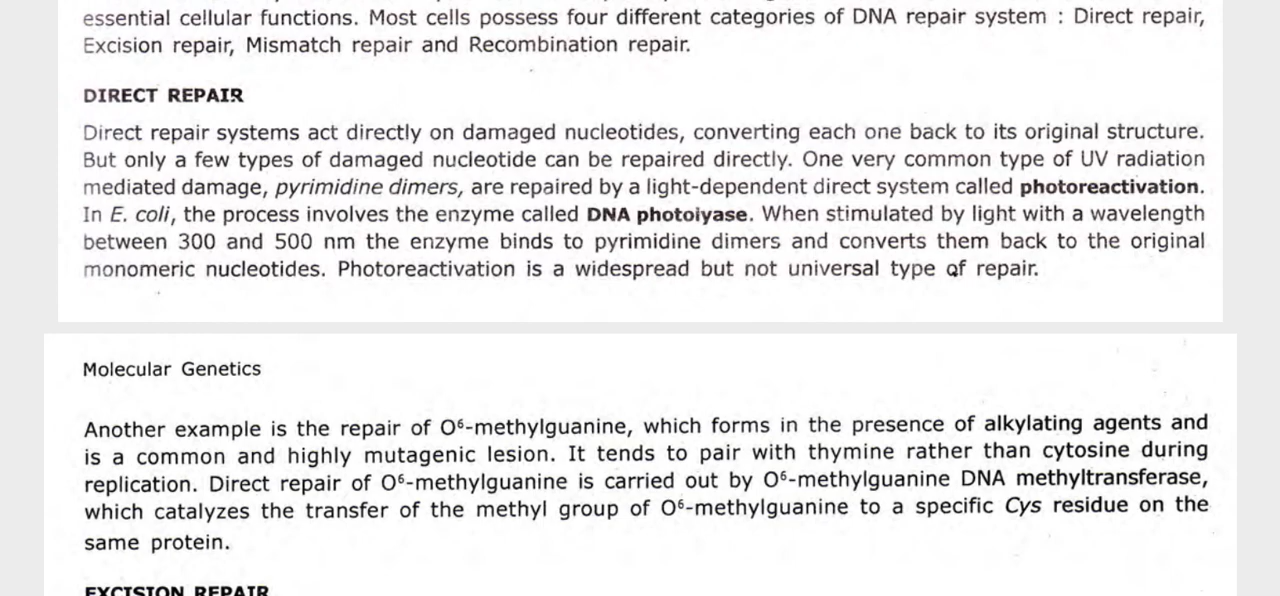 essential cellular functions. Most cells possess four different categories of DNA repair system : Direct repair,
Excision repair, Mismatch repair and Recombination repair.
DIRECT REPAIR
Direct repair systems act directly on damaged nucleotides, converting each one back to its original structure.
But only a few types of damaged nucleotide can be repaired directly. One very common type of UV radiation
mediated damage, pyrimidine dimers, are repaired by a light-dependent direct system called photoreactivation.
In E. coli, the process involves the enzyme called DNA photolyase. When stimulated by light with a wavelength
between 300 and 500 nm the enzyme binds to pyrimidine dimers and converts them back to the original
monomeric nucleotides. Photoreactivation is a widespread but not universal type of repair.
Molecular Genetics
Another example is the repair of O⁶-methylguanine, which forms in the presence of alkylating agents and
is a common and highly mutagenic lesion. It tends to pair with thymine rather than cytosine during
replication. Direct repair of O⁶-methylguanine is carried out by O⁶-methylguanine DNA methyltransferase,
which catalyzes the transfer of the methyl group of O⁶-methylguanine to a specific Cys residue on the
same protein.
EXCISION REPAIR